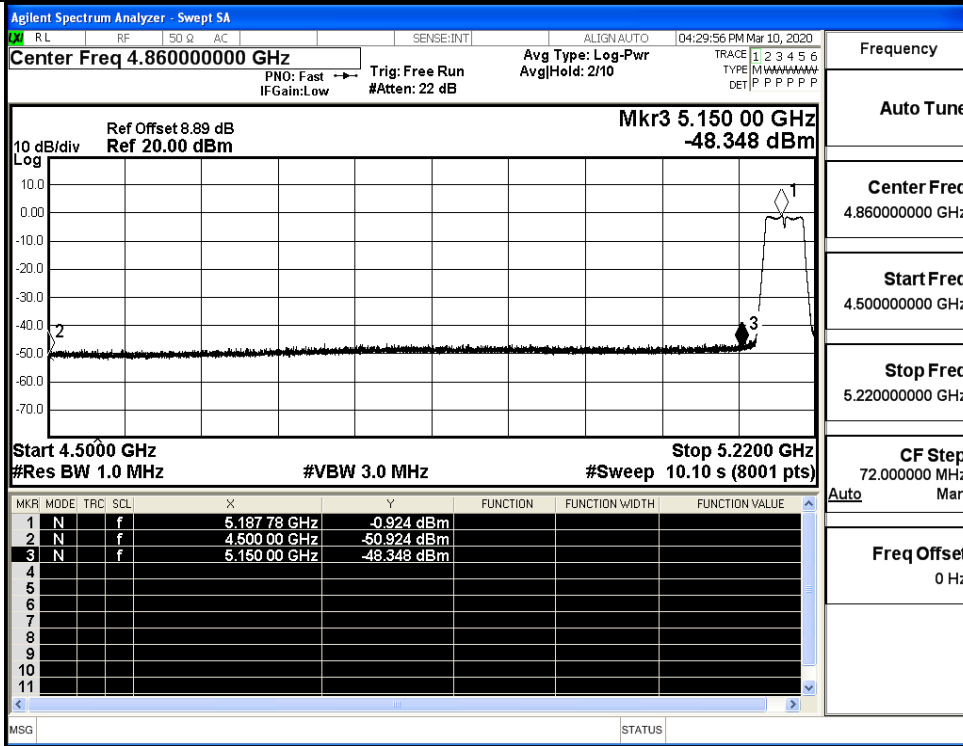 Agilent Spectrum Analyzer - Swept SA
LXI RL RF 50 Ω AC SENSE:INT ALIGN AUTO 04:29:56 PM Mar 10, 2020
Center Freq 4.860000000 GHz
PNO: Fast
IFGain:Low
Trig: Free Run
#Atten: 22 dB
Avg Type: Log-Pwr
Avg|Hold: 2/10
TRACE 1 2 3 4 5 6
TYPE M
DET P P P P P P
Mkr3 5.150 00 GHz
-48.348 dBm
Ref Offset 8.89 dB
10 dB/div Ref 20.00 dBm
Log
10.0
0.00
-10.0
-20.0
-30.0
-40.0
-50.0
-60.0
-70.0
1
2
3
Start 4.5000 GHz
Stop 5.2200 GHz
#Res BW 1.0 MHz
#VBW 3.0 MHz
#Sweep 10.10 s (8001 pts)
MKR MODE TRC SCL X Y FUNCTION FUNCTION WIDTH FUNCTION VALUE
1 N f 5.187 78 GHz -0.924 dBm
2 N f 4.500 00 GHz -50.924 dBm
3 N f 5.150 00 GHz -48.348 dBm
4
5
6
7
8
9
10
11
MSG STATUS
Frequency
Auto Tune
Center Freq
4.860000000 GHz
Start Freq
4.500000000 GHz
Stop Freq
5.220000000 GHz
CF Step
72.000000 MHz
Auto Man
Freq Offset
0 Hz